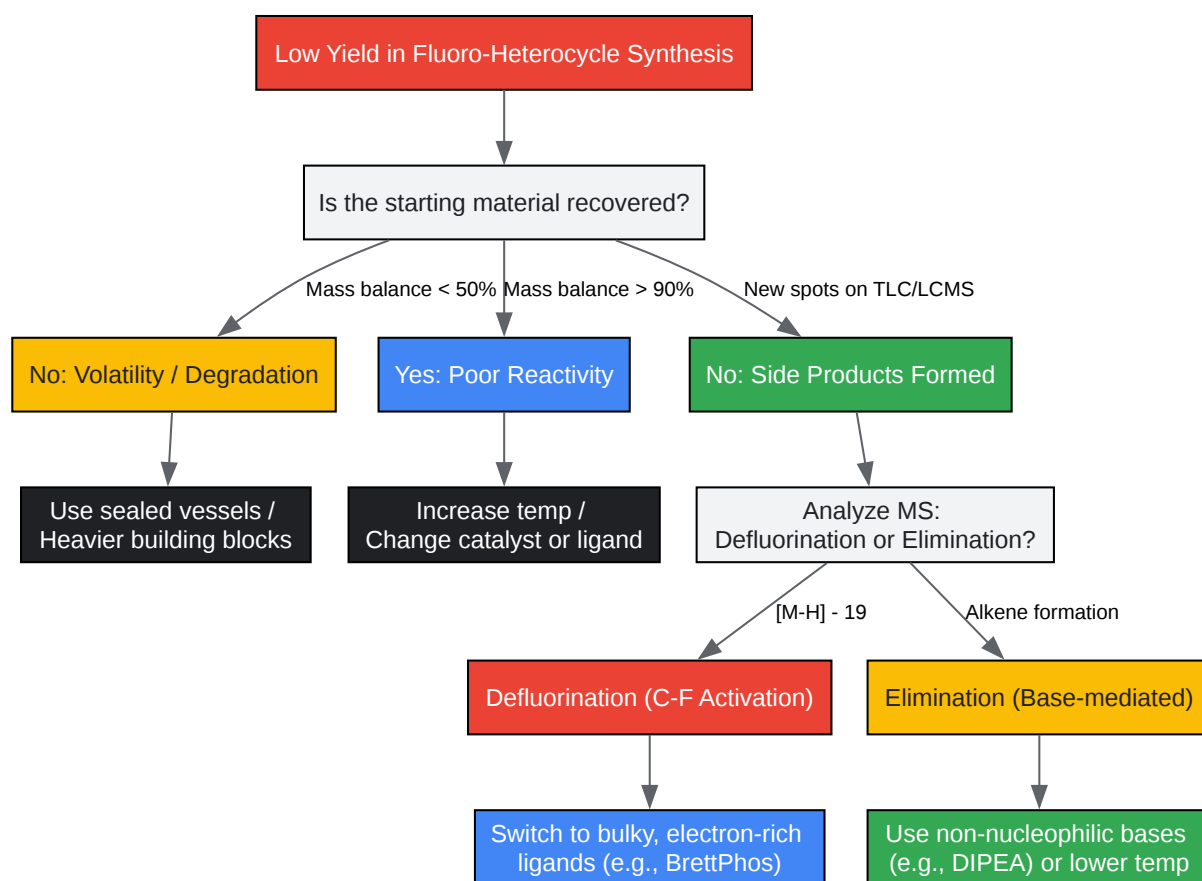 Low Yield in Fluoro-Heterocycle Synthesis
Is the starting material recovered?
Mass balance < 50%
Mass balance > 90%
New spots on TLC/LCMS
No: Volatility / Degradation
Yes: Poor Reactivity
No: Side Products Formed
Use sealed vessels /
Heavier building blocks
Increase temp /
Change catalyst or ligand
Analyze MS:
Defluorination or Elimination?
[M-H] - 19
Alkene formation
Defluorination (C-F Activation)
Elimination (Base-mediated)
Switch to bulky, electron-rich
ligands (e.g., BrettPhos)
Use non-nucleophilic bases
(e.g., DIPEA) or lower temp